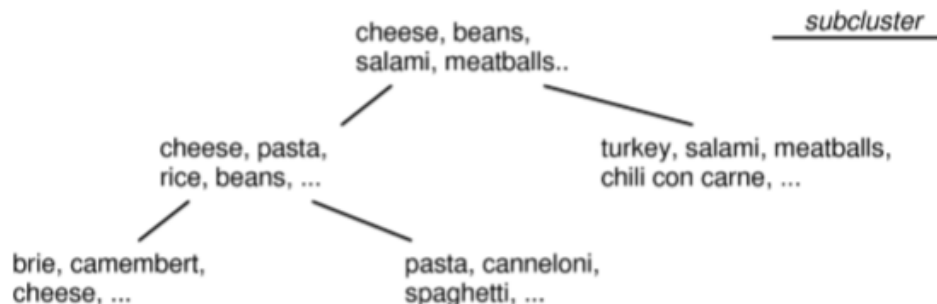 cheese, beans,
salami, meatballs..
subcluster
cheese, pasta,
rice, beans, ...
turkey, salami, meatballs,
chili con carne, ...
brie, camembert,
cheese, ...
pasta, canneloni,
spaghetti, ...